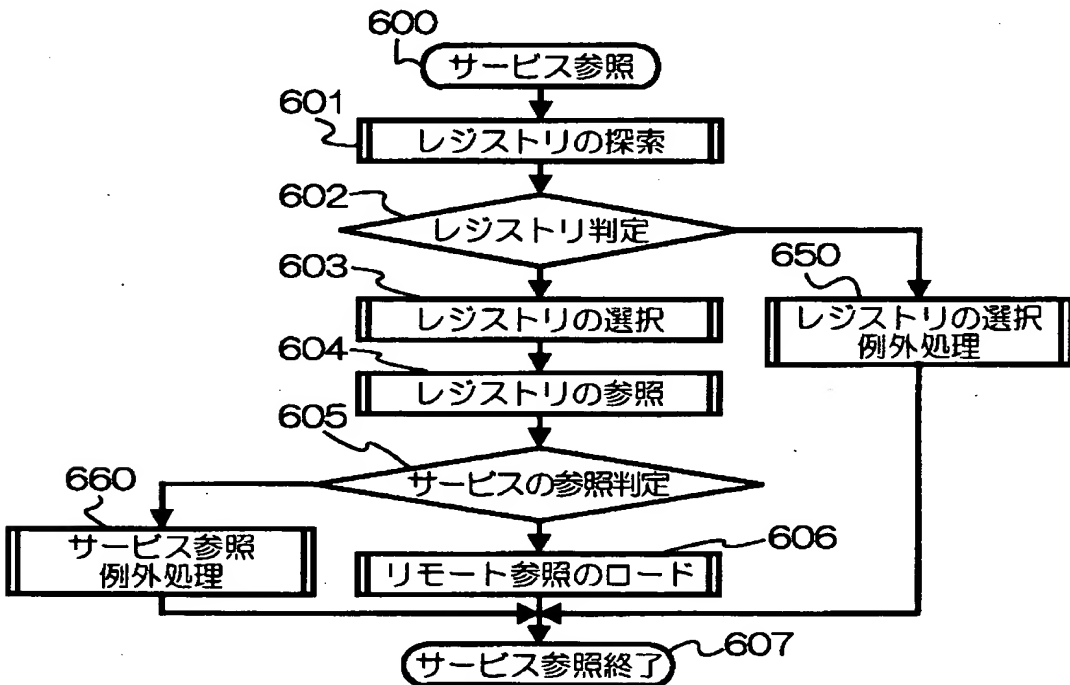 600
サービス参照
601
レジストリの探索
602
レジストリ判定
603
レジストリの選択
650
レジストリの選択
例外処理
604
レジストリの参照
605
サービスの参照判定
660
サービス参照
例外処理
606
リモート参照のロード
サービス参照終了
607